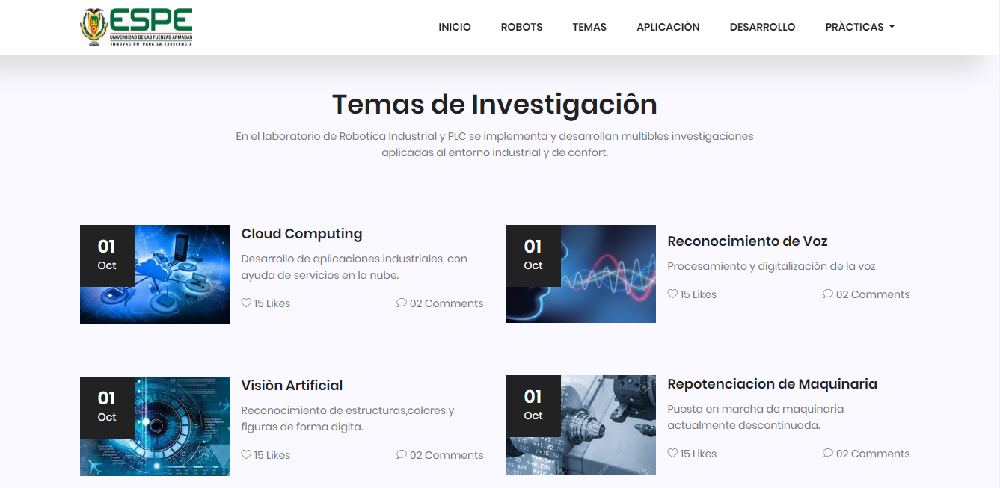 ESPE
UNIVERSIDAD DE LAS FUERZAS ARMADAS
INNOVACIÓN PARA LA EXCELENCIA
INICIO
ROBOTS
TEMAS
APLICACIÒN
DESARROLLO
PRÀCTICAS
Temas de Investigaciôn
En el laboratorio de Robotica Industrial y PLC se implementa y desarrollan multibles investigaciones
aplicadas al entorno industrial y de confort.
01
Oct
Cloud Computing
Desarrollo de aplicaciones industriales, con
ayuda de servicios en la nube.
15 Likes
02 Comments
01
Oct
Reconocimiento de Voz
Procesamiento y digitalizaciòn de la voz
15 Likes
02 Comments
01
Oct
Visiòn Artificial
Reconocimiento de estructuras,colores y
figuras de forma digita.
15 Likes
02 Comments
01
Oct
Repotenciacion de Maquinaria
Puesta en marcha de maquinaria
actualmente descontinuada.
15 Likes
02 Comments